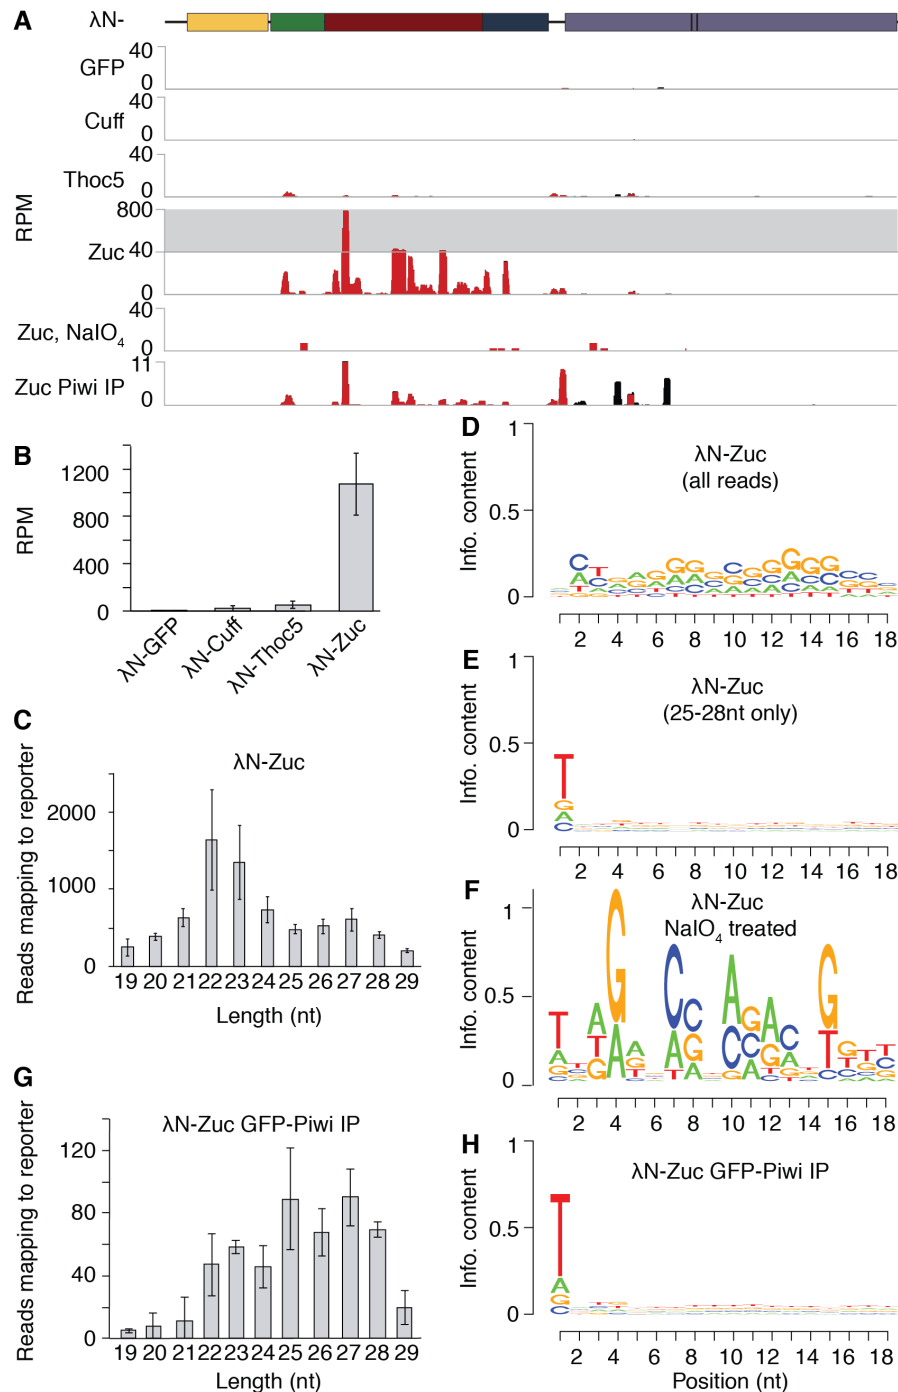 A
λN-
40
GFP
0
40
Cuff
0
40
Thoc5
0
RPM
800
Zuc 40
0
40
Zuc, NaIO4
0
11
Zuc Piwi IP
0
B
RPM
1200
800
400
0
λN-GFP
λN-Cuff
λN-Thoc5
λN-Zuc
C
Reads mapping to reporter
λN-Zuc
2000
1000
0
19 20 21 22 23 24 25 26 27 28 29
Length (nt)
G
Reads mapping to reporter
λN-Zuc GFP-Piwi IP
120
80
40
0
19 20 21 22 23 24 25 26 27 28 29
Length (nt)
D
Info. content
1
0.5
0
λN-Zuc
(all reads)
2 4 6 8 10 12 14 16 18
E
Info. content
1
0.5
0
λN-Zuc
(25-28nt only)
T
G
A
C
2 4 6 8 10 12 14 16 18
F
Info. content
1
0.5
0
λN-Zuc
NaIO4 treated
2 4 6 8 10 12 14 16 18
H
Info. content
1
0.5
0
λN-Zuc GFP-Piwi IP
T
A
G
C
2 4 6 8 10 12 14 16 18
Position (nt)